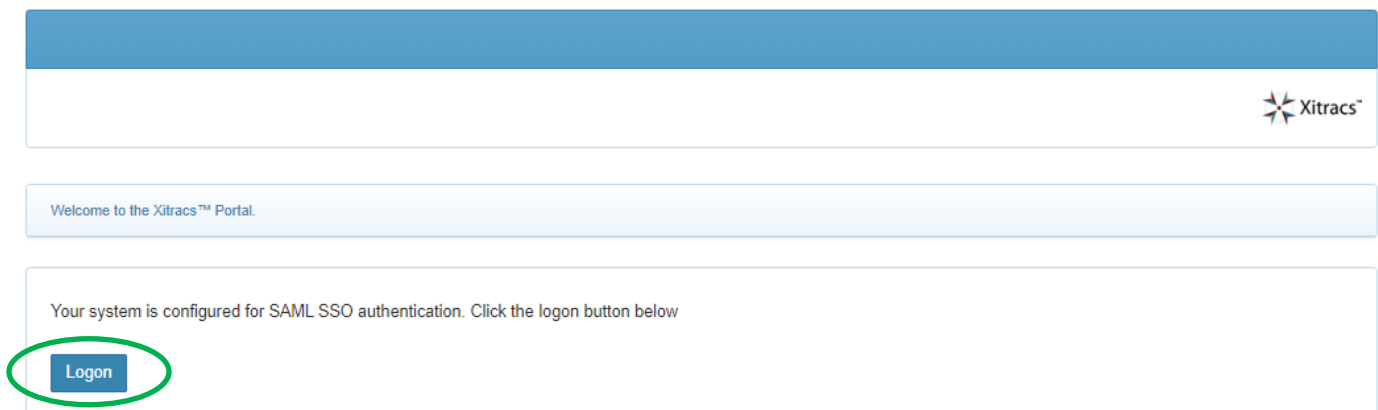 Xitracs™
Welcome to the Xitracs™ Portal.
Your system is configured for SAML SSO authentication. Click the logon button below
Logon